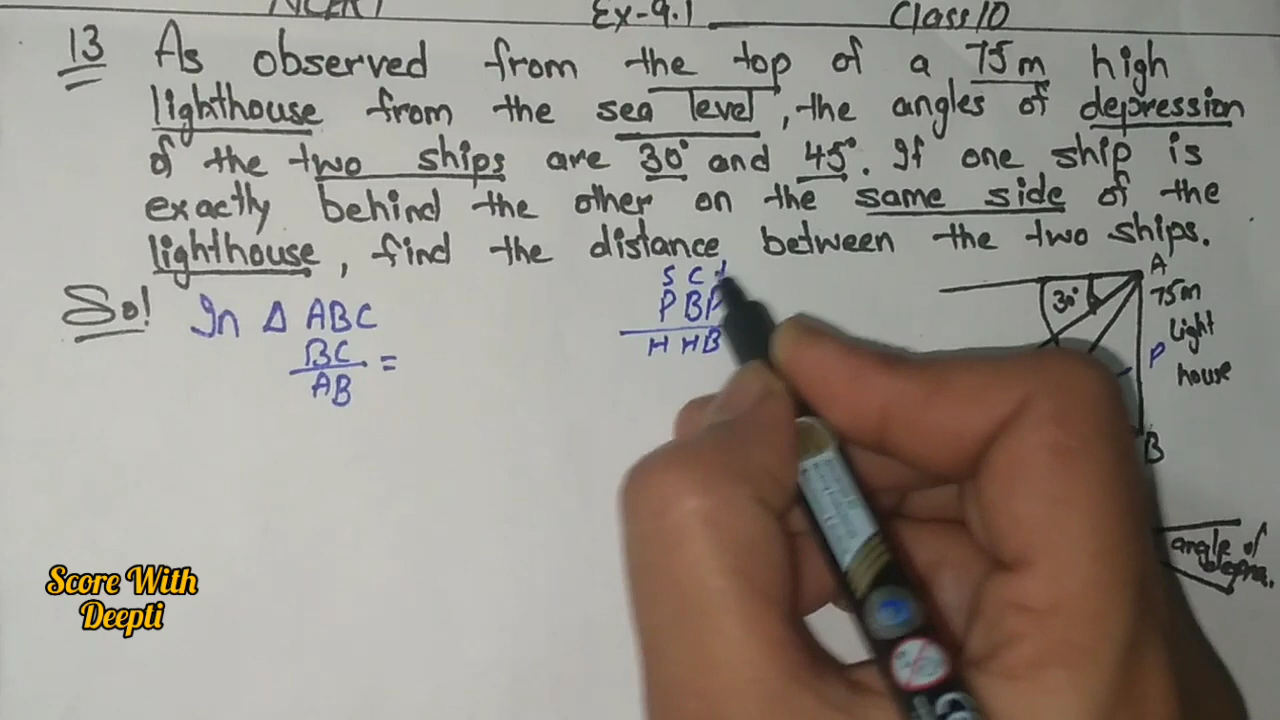 NCERT Ex-9.1 Class 10
13 As observed from the top of a 75m high
lighthouse from the sea level, the angles of depression
of the two ships are 30° and 45°. If one ship is
exactly behind the other on the same side of the
lighthouse, find the distance between the two ships.
Sol In Δ ABC
BC
AB =
S C
P B P
H H B
A
30° 75m
light
P
house
B
angle of
Score With
Deepti